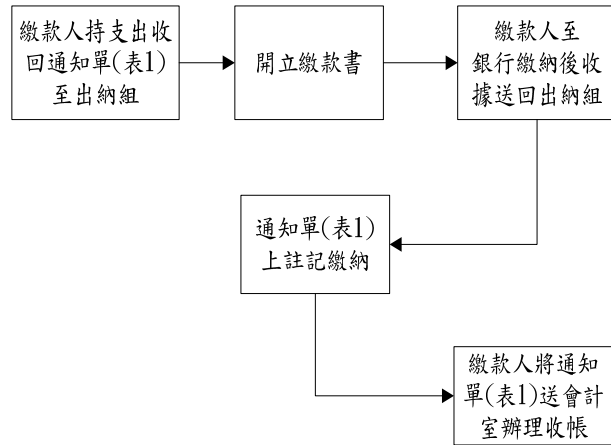 繳款人持支出收
回通知單(表1)
至出納組
開立繳款書
繳款人至
銀行繳納後收
據送回出納組
通知單(表1)
上註記繳納
繳款人將通知
單(表1)送會計
室辦理收帳